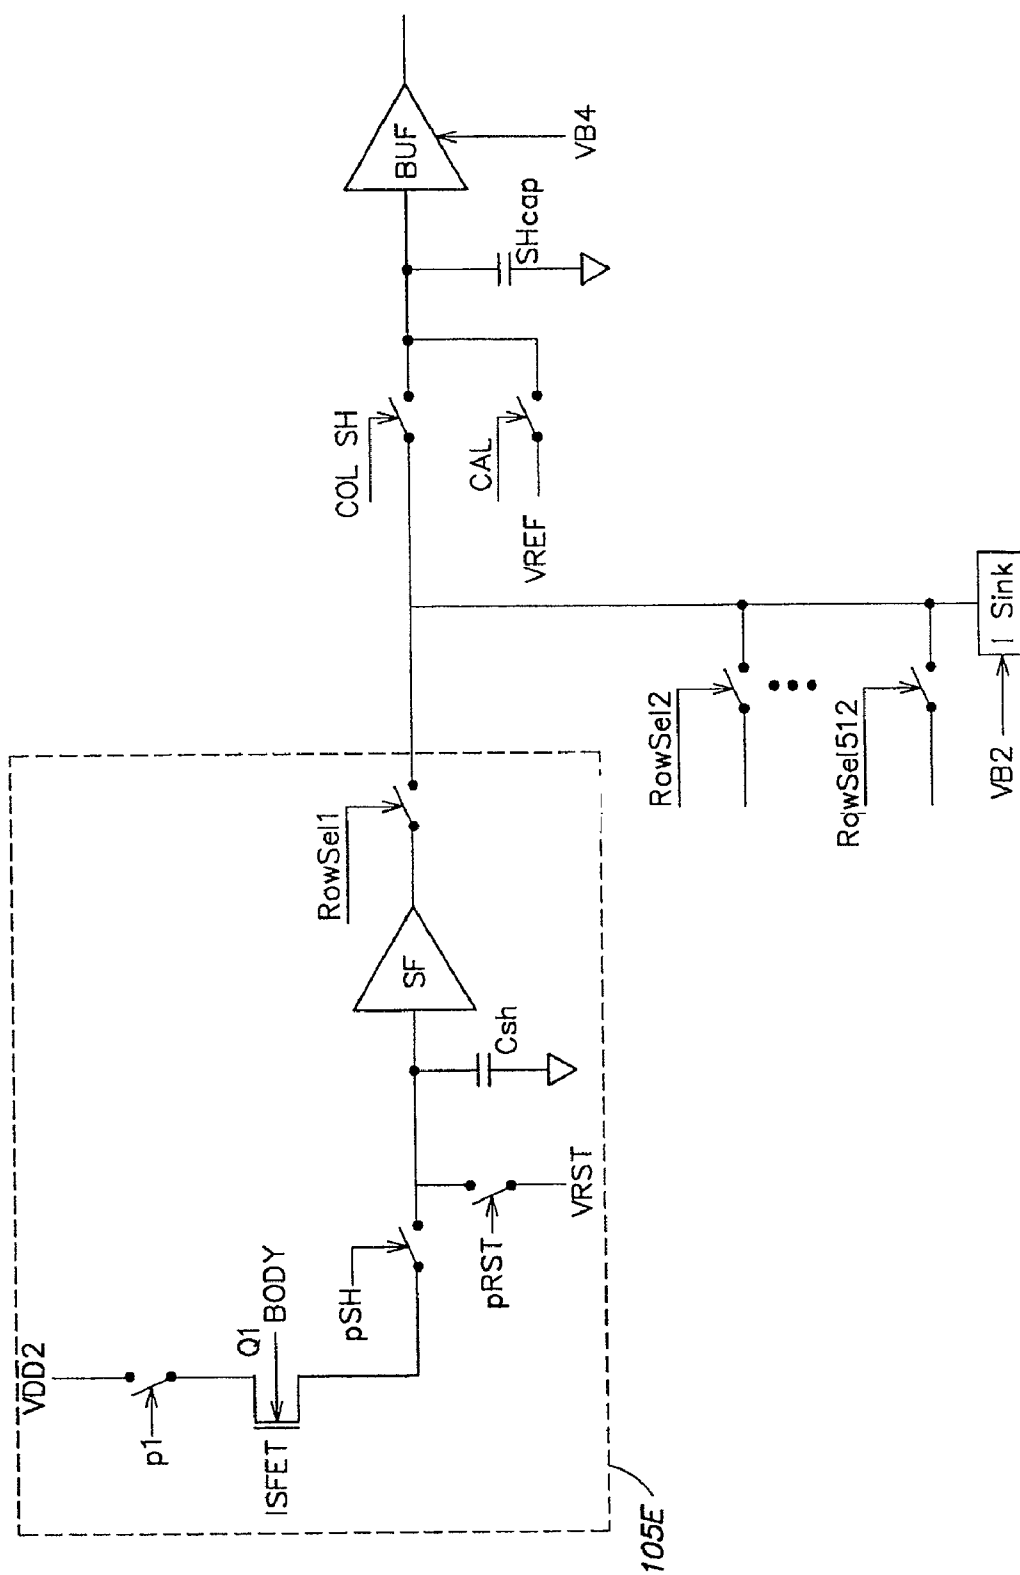 VDD2
p1
Q1
BODY
ISFET
pSH
pRST
VRST
Csh
SF
RowSel1
105E
RowSel2
RowSel512
VB2
I Sink
COL SH
CAL
VREF
SHcap
BUF
VB4